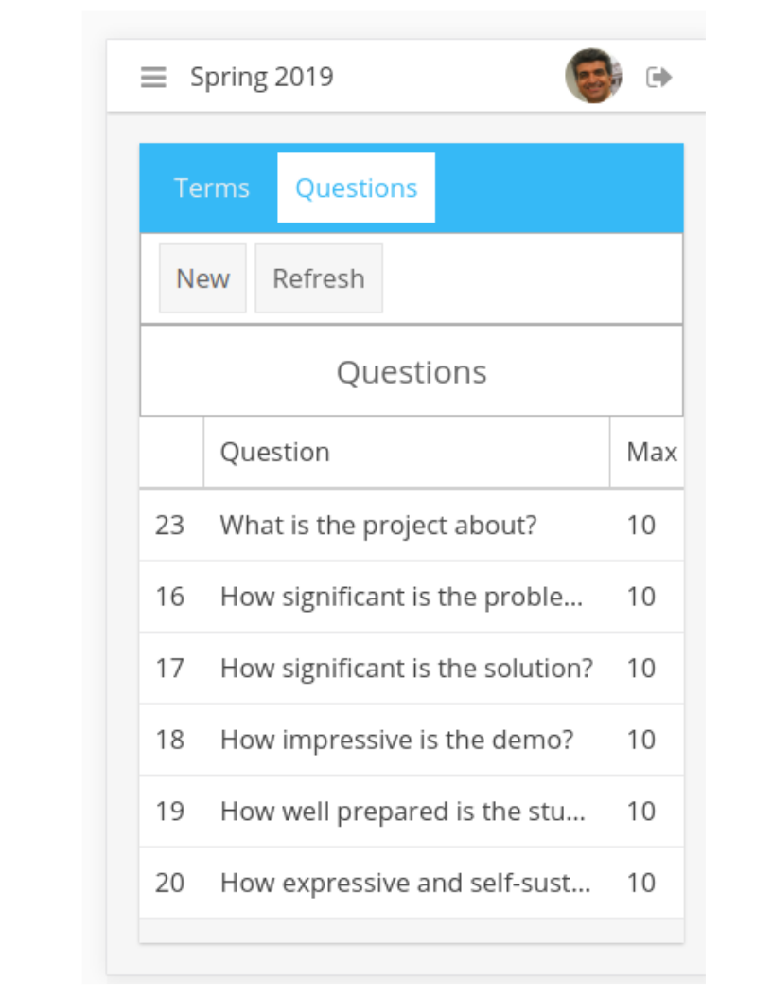 Spring 2019
Terms Questions
New Refresh
Questions
Question Max
23 What is the project about? 10
16 How significant is the proble... 10
17 How significant is the solution? 10
18 How impressive is the demo? 10
19 How well prepared is the stu... 10
20 How expressive and self-sust... 10